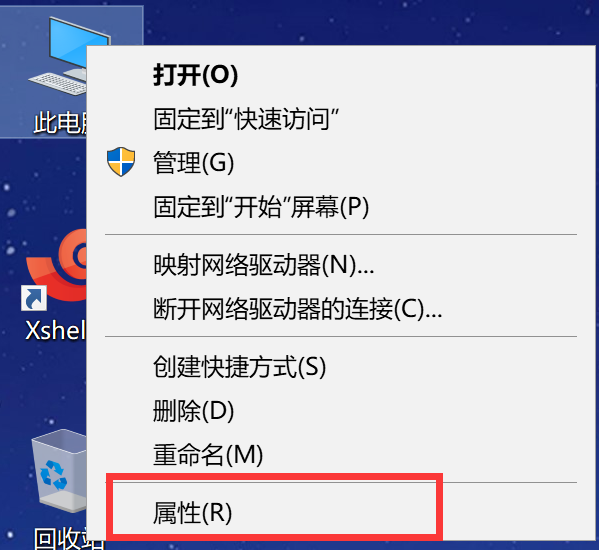 此电脑
打开(O)
固定到“快速访问”
管理(G)
固定到“开始”屏幕(P)
映射网络驱动器(N)...
断开网络驱动器的连接(C)...
Xshel
创建快捷方式(S)
删除(D)
重命名(M)
属性(R)
回收站